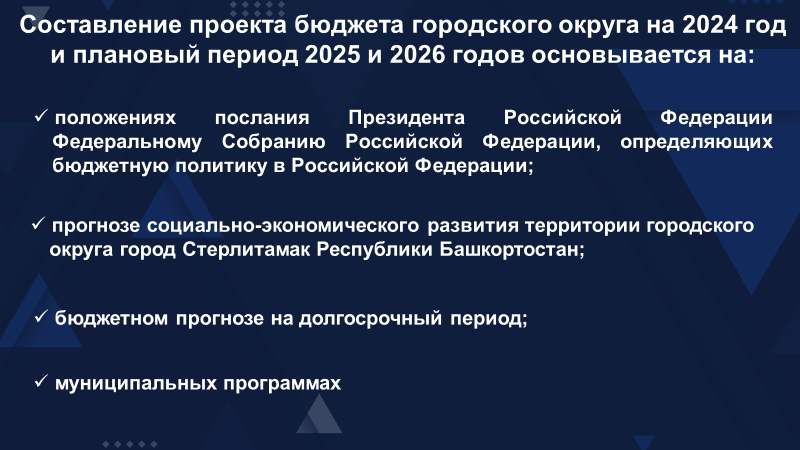 Составление проекта бюджета городского округа на 2024 год
и плановый период 2025 и 2026 годов основывается на:
✓ положениях послания Президента Российской Федерации
Федеральному Собранию Российской Федерации, определяющих
бюджетную политику в Российской Федерации;
✓ прогнозе социально-экономического развития территории городского
округа город Стерлитамак Республики Башкортостан;
✓ бюджетном прогнозе на долгосрочный период;
✓ муниципальных программах